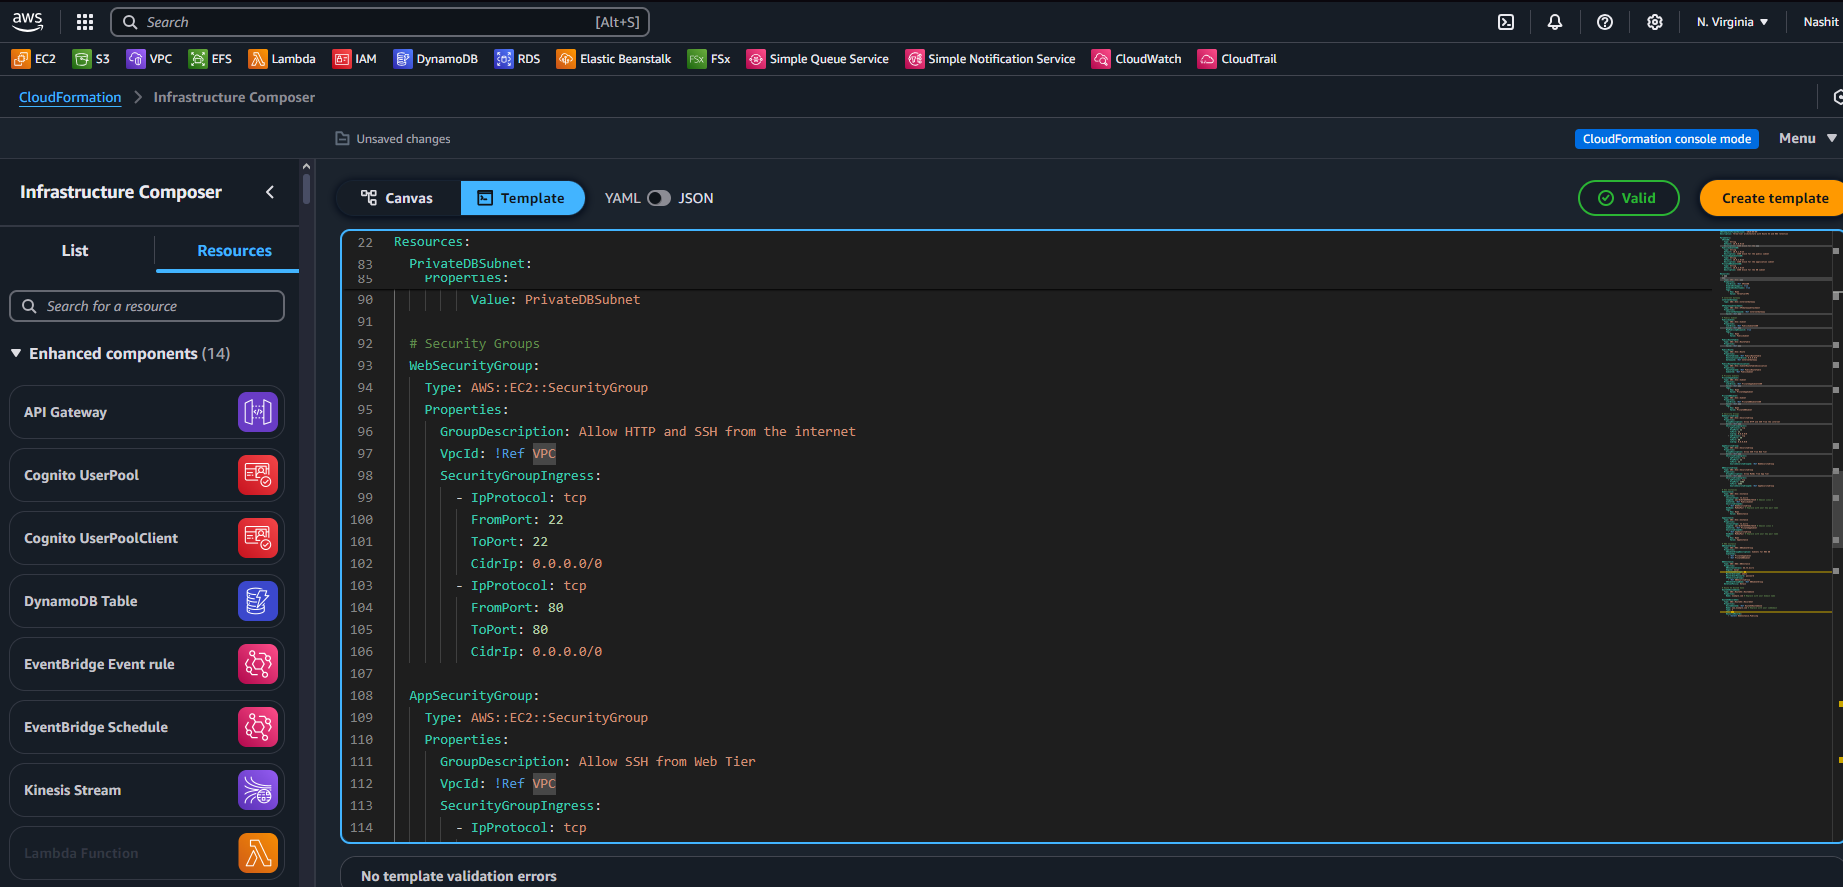 aws
Search [Alt+S]
N. Virginia ▼
Nashit
EC2 S3 VPC EFS Lambda IAM DynamoDB RDS Elastic Beanstalk FSx Simple Queue Service Simple Notification Service CloudWatch CloudTrail
CloudFormation > Infrastructure Composer
Unsaved changes
CloudFormation console mode
Menu ▼
Infrastructure Composer
List Resources
Search for a resource
▼ Enhanced components (14)
API Gateway
Cognito UserPool
Cognito UserPoolClient
DynamoDB Table
EventBridge Event rule
EventBridge Schedule
Kinesis Stream
Lambda Function
Canvas Template YAML JSON
Valid
Create template
22 Resources:
83 PrivateDBSubnet:
85 Properties:
90 Value: PrivateDBSubnet
91
92 # Security Groups
93 WebSecurityGroup:
94 Type: AWS::EC2::SecurityGroup
95 Properties:
96 GroupDescription: Allow HTTP and SSH from the internet
97 VpcId: !Ref VPC
98 SecurityGroupIngress:
99 - IpProtocol: tcp
100 FromPort: 22
101 ToPort: 22
102 CidrIp: 0.0.0.0/0
103 - IpProtocol: tcp
104 FromPort: 80
105 ToPort: 80
106 CidrIp: 0.0.0.0/0
107
108 AppSecurityGroup:
109 Type: AWS::EC2::SecurityGroup
110 Properties:
111 GroupDescription: Allow SSH from Web Tier
112 VpcId: !Ref VPC
113 SecurityGroupIngress:
114 - IpProtocol: tcp
No template validation errors